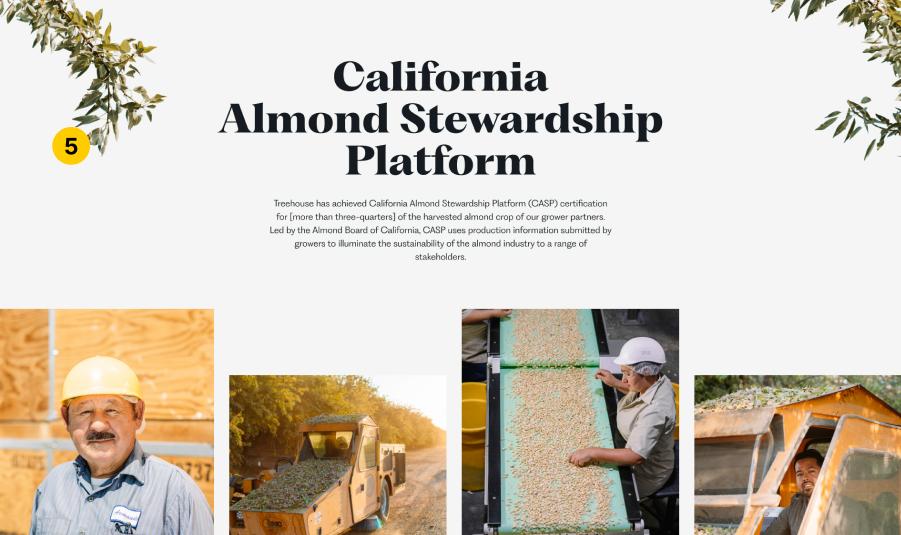 California
Almond Stewardship
Platform
5
Treehouse has achieved California Almond Stewardship Platform (CASP) certification
for [more than three-quarters] of the harvested almond crop of our grower partners.
Led by the Almond Board of California, CASP uses production information submitted by
growers to illuminate the sustainability of the almond industry to a range of
stakeholders.